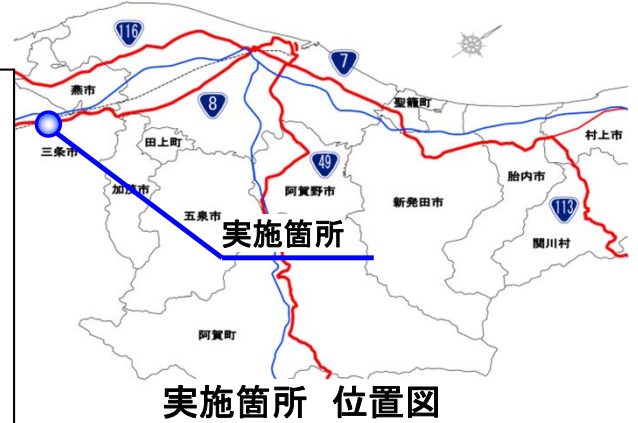 116
7
燕市
聖籠町
8
村上市
三条市
田上町
49
胎内市
加茂市
阿賀野市
新発田市
113
五泉市
関川村
実施箇所
阿賀町
実施箇所 位置図